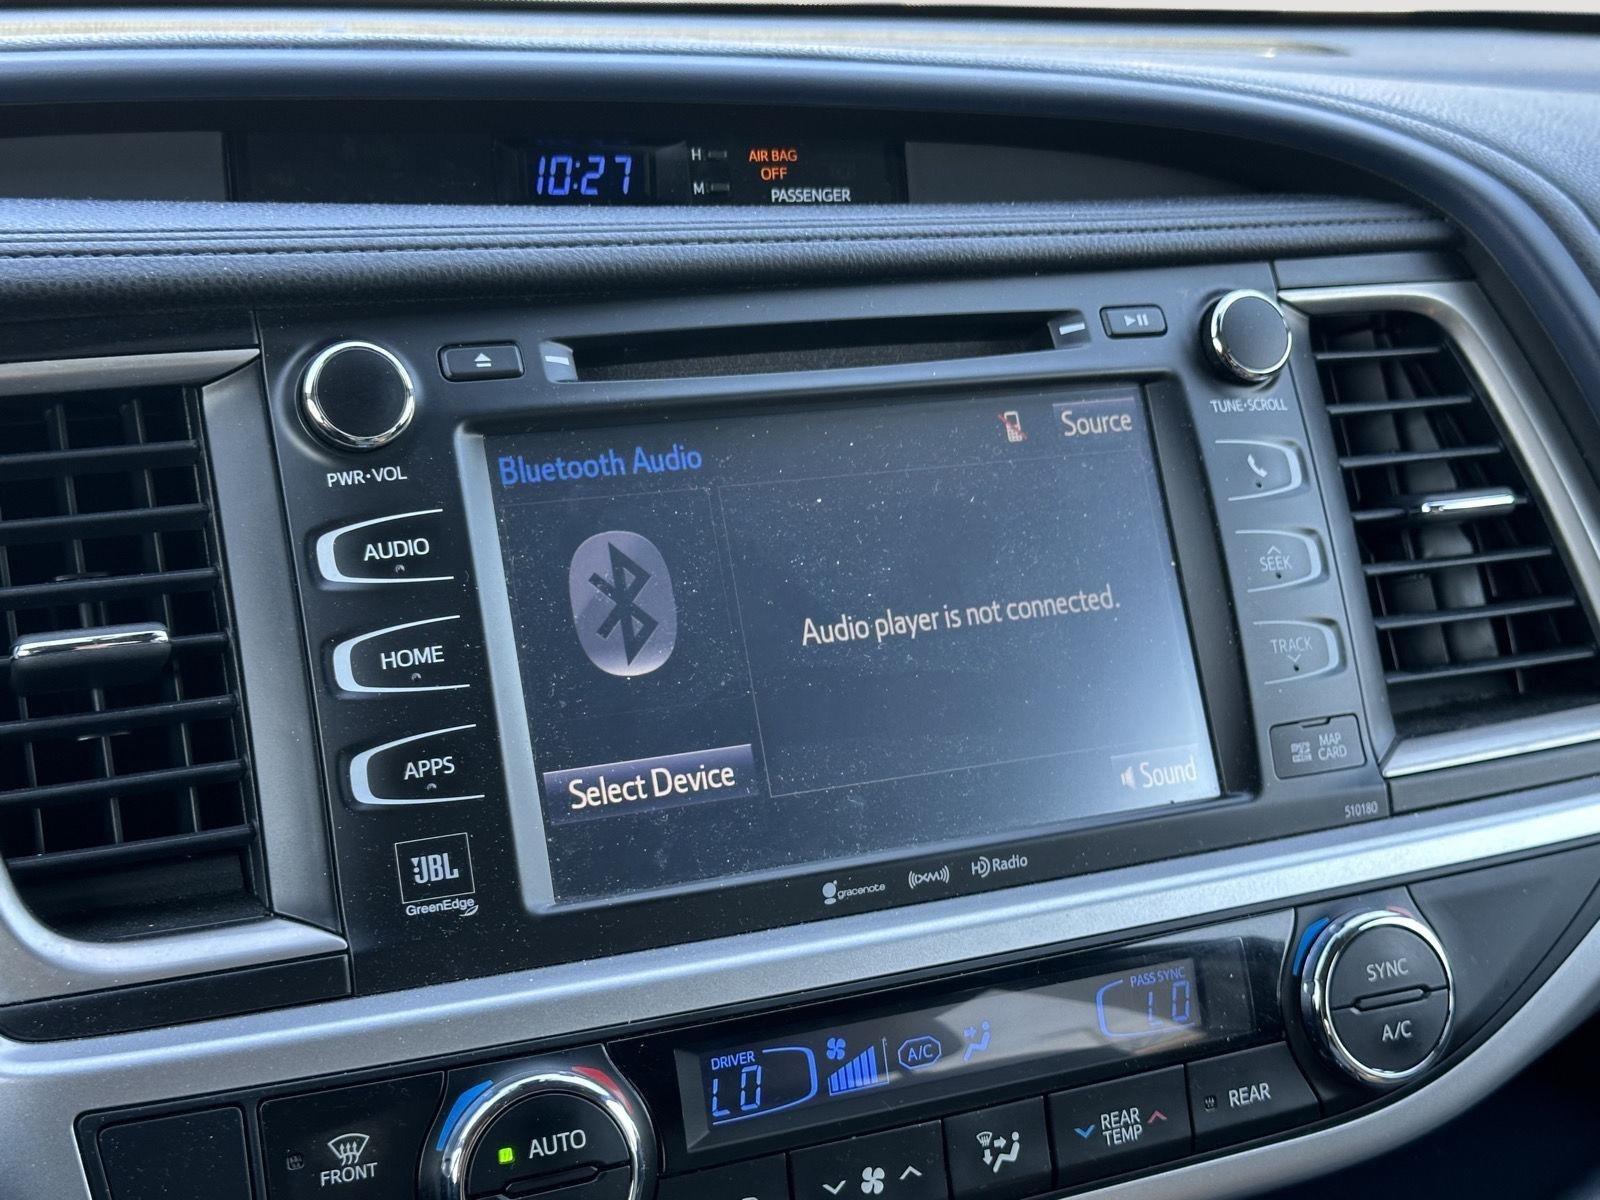 10:27
H
M
AIR BAG
OFF
PASSENGER
PWR•VOL
TUNE•SCROLL
AUDIO
HOME
APPS
JBL
GreenEdge
Bluetooth Audio
Source
Audio player is not connected.
Select Device
Sound
SEEK
TRACK
MAP
CARD
510180
gracenote
((XM))
HD Radio
DRIVER
LO
A/C
PASS SYNC
LO
SYNC
A/C
FRONT
AUTO
REAR
TEMP
REAR